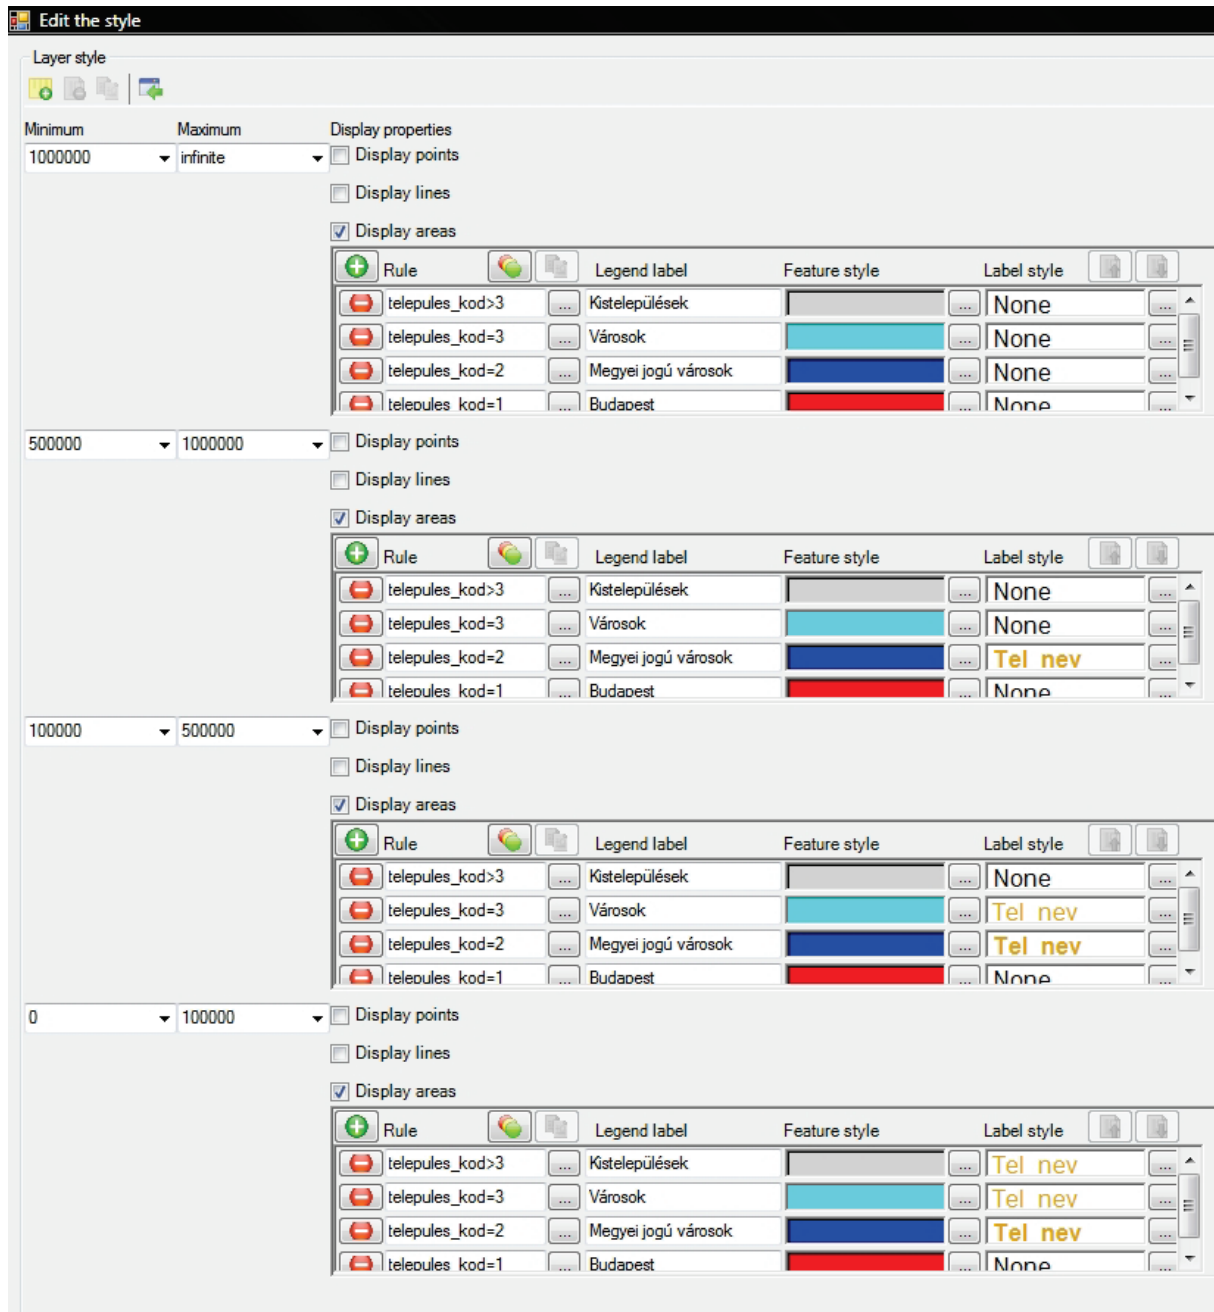 Edit the style
Layer style
Minimum Maximum Display properties
1000000 infinite Display points
Display lines
Display areas
Rule Legend label Feature style Label style
telepules_kod>3 ... Kistelepülések ... None ...
telepules_kod=3 ... Városok ... None ...
telepules_kod=2 ... Megyei jogú városok ... None ...
telepules_kod=1 ... Budapest ... None ...
500000 1000000 Display points
Display lines
Display areas
Rule Legend label Feature style Label style
telepules_kod>3 ... Kistelepülések ... None ...
telepules_kod=3 ... Városok ... None ...
telepules_kod=2 ... Megyei jogú városok ... Tel_nev ...
telepules_kod=1 ... Budapest ... None ...
100000 500000 Display points
Display lines
Display areas
Rule Legend label Feature style Label style
telepules_kod>3 ... Kistelepülések ... None ...
telepules_kod=3 ... Városok ... Tel_nev ...
telepules_kod=2 ... Megyei jogú városok ... Tel_nev ...
telepules_kod=1 ... Budapest ... None ...
0 100000 Display points
Display lines
Display areas
Rule Legend label Feature style Label style
telepules_kod>3 ... Kistelepülések ... Tel_nev ...
telepules_kod=3 ... Városok ... Tel_nev ...
telepules_kod=2 ... Megyei jogú városok ... Tel_nev ...
telepules_kod=1 ... Budapest ... None ...